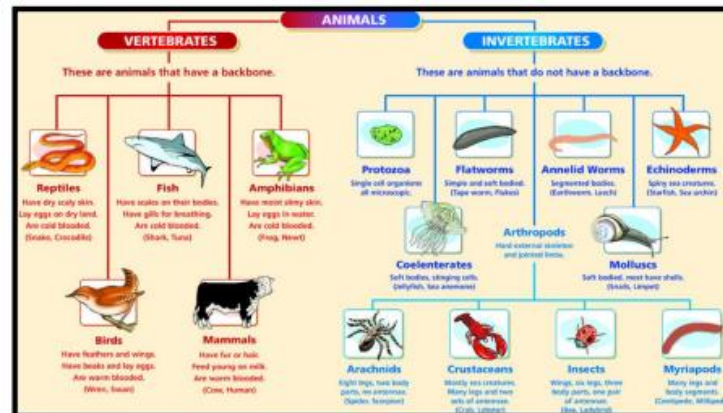 ANIMALS
VERTEBRATES
These are animals that have a backbone.
Reptiles
Have dry scaly skin.
Lay eggs on dry land.
Are cold blooded.
(Snake, Crocodile)
Fish
Have scales on their bodies.
Have gills for breathing.
Are cold blooded.
(Shark, Tuna)
Amphibians
Have moist slimy skin.
Lay eggs in water.
Are cold blooded.
(Frog, Newt)
Birds
Have feathers and wings.
Have beaks and lay eggs.
Are warm blooded.
(Wren, Swan)
Mammals
Have fur or hair.
Feed young on milk.
Are warm blooded.
(Cow, Human)
INVERTEBRATES
These are animals that do not have a backbone.
Protozoa
Single cell organisms
all microscopic.
Flatworms
Simple and soft bodied.
(Tape worm, Flukes)
Annelid Worms
Segmented bodies.
(Earthworm, Leech)
Echinoderms
Spiny sea creatures.
(Starfish, Sea urchin)
Coelenterates
Soft bodies, stinging cells.
(Jellyfish, Sea anemone)
Arthropods
Hard external skeleton
and jointed limbs.
Molluscs
Soft bodied, most have shells.
(Snails, Limpet)
Arachnids
Eight legs, two body
parts, no antennae.
(Spider, Scorpion)
Crustaceans
Mostly sea creatures.
Many legs and two
sets of antennae.
(Crab, Lobster)
Insects
Wings, six legs, three
body parts, one pair
of antennae.
(Bee, Ladybird)
Myriapods
Many legs and
body segments.
(Centipede, Millipede)